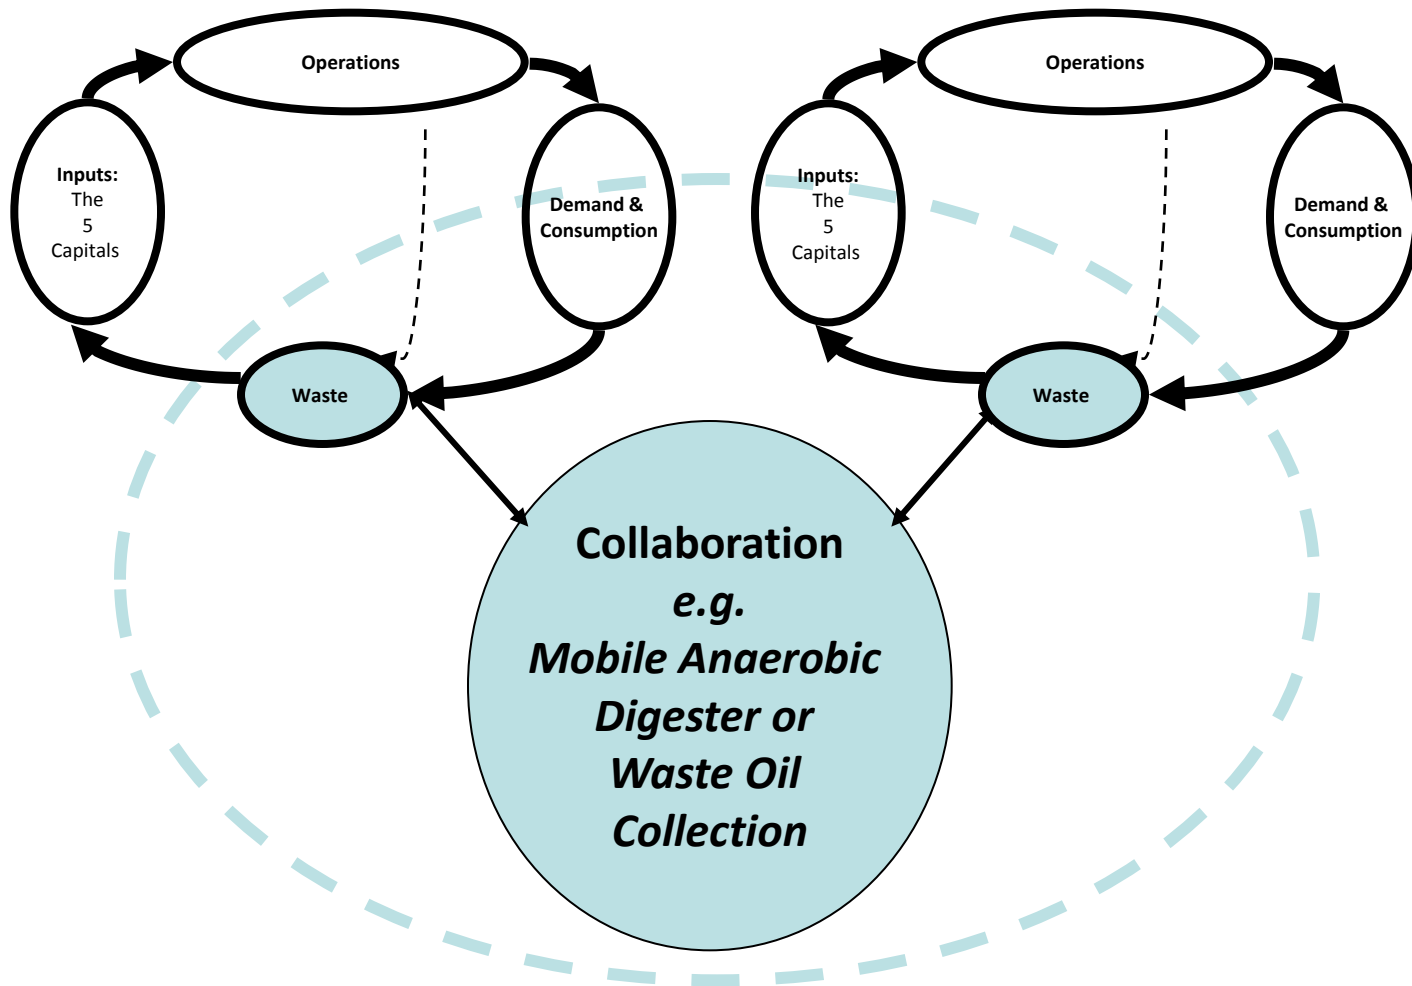 Operations
Inputs:
The
5
Capitals
Demand &
Consumption
Waste
Operations
Inputs:
The
5
Capitals
Demand &
Consumption
Waste
Collaboration
e.g.
Mobile Anaerobic
Digester or
Waste Oil
Collection